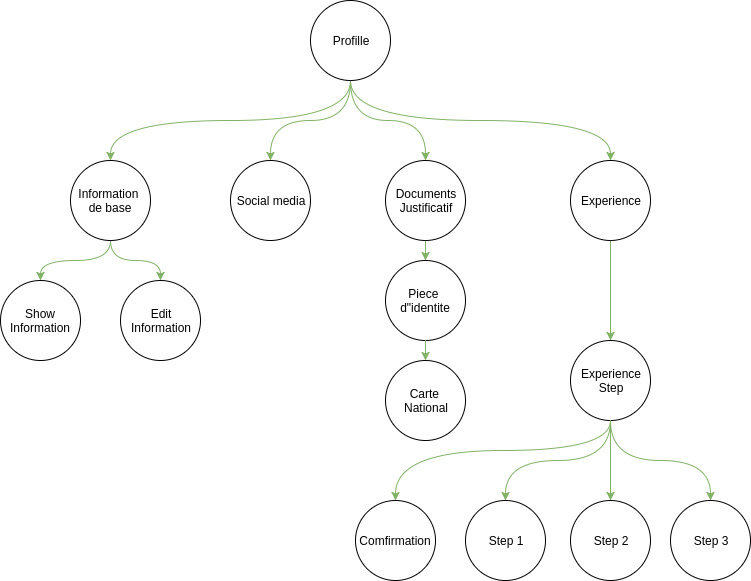 Profille
Information
de base
Social media
Documents
Justificatif
Experience
Show
Information
Edit
Information
Piece
d"identite
Experience
Step
Carte
National
Comfirmation
Step 1
Step 2
Step 3